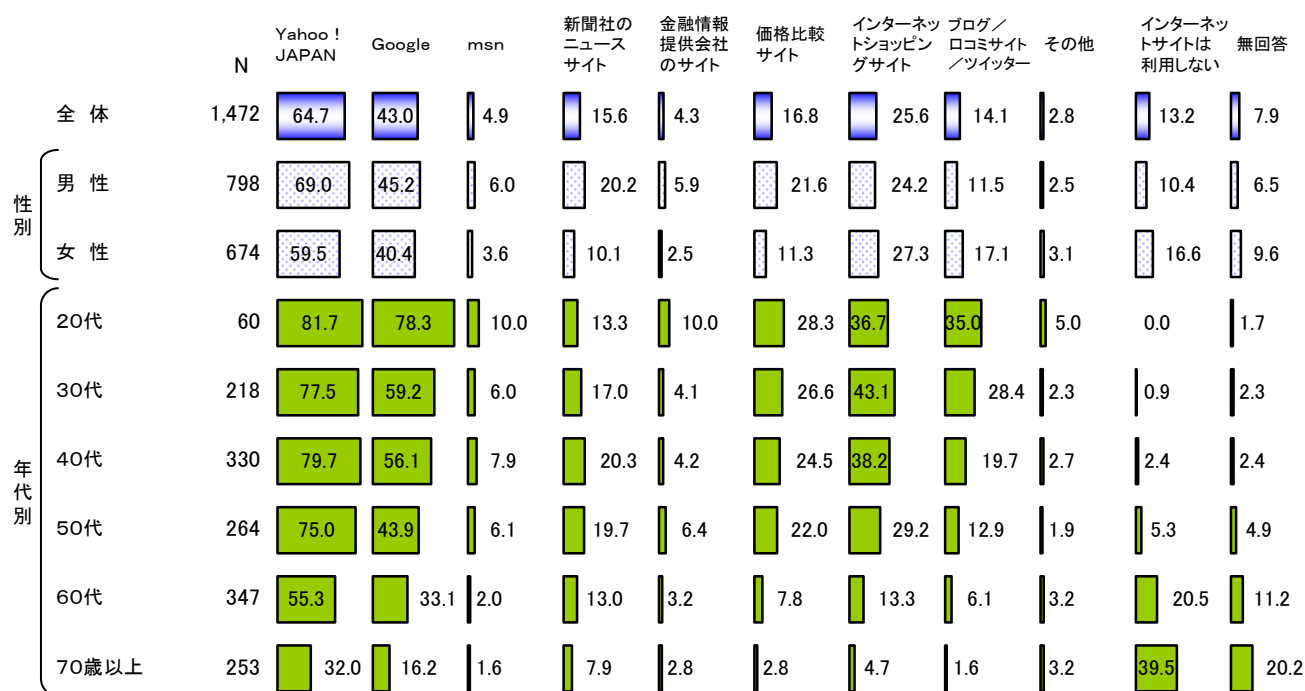 N
Yahoo！
JAPAN
Google
msn
新聞社の
ニュース
サイト
金融情報
提供会社
のサイト
価格比較
サイト
インターネッ
トショッピン
グサイト
ブログ／
口コミサイト
／ツイッター
その他
インターネッ
トサイトは
利用しない
無回答
全 体 1,472 64.7 43.0 4.9 15.6 4.3 16.8 25.6 14.1 2.8 13.2 7.9
性別
男 性 798 69.0 45.2 6.0 20.2 5.9 21.6 24.2 11.5 2.5 10.4 6.5
女 性 674 59.5 40.4 3.6 10.1 2.5 11.3 27.3 17.1 3.1 16.6 9.6
年代別
20代 60 81.7 78.3 10.0 13.3 10.0 28.3 36.7 35.0 5.0 0.0 1.7
30代 218 77.5 59.2 6.0 17.0 4.1 26.6 43.1 28.4 2.3 0.9 2.3
40代 330 79.7 56.1 7.9 20.3 4.2 24.5 38.2 19.7 2.7 2.4 2.4
50代 264 75.0 43.9 6.1 19.7 6.4 22.0 29.2 12.9 1.9 5.3 4.9
60代 347 55.3 33.1 2.0 13.0 3.2 7.8 13.3 6.1 3.2 20.5 11.2
70歳以上 253 32.0 16.2 1.6 7.9 2.8 2.8 4.7 1.6 3.2 39.5 20.2